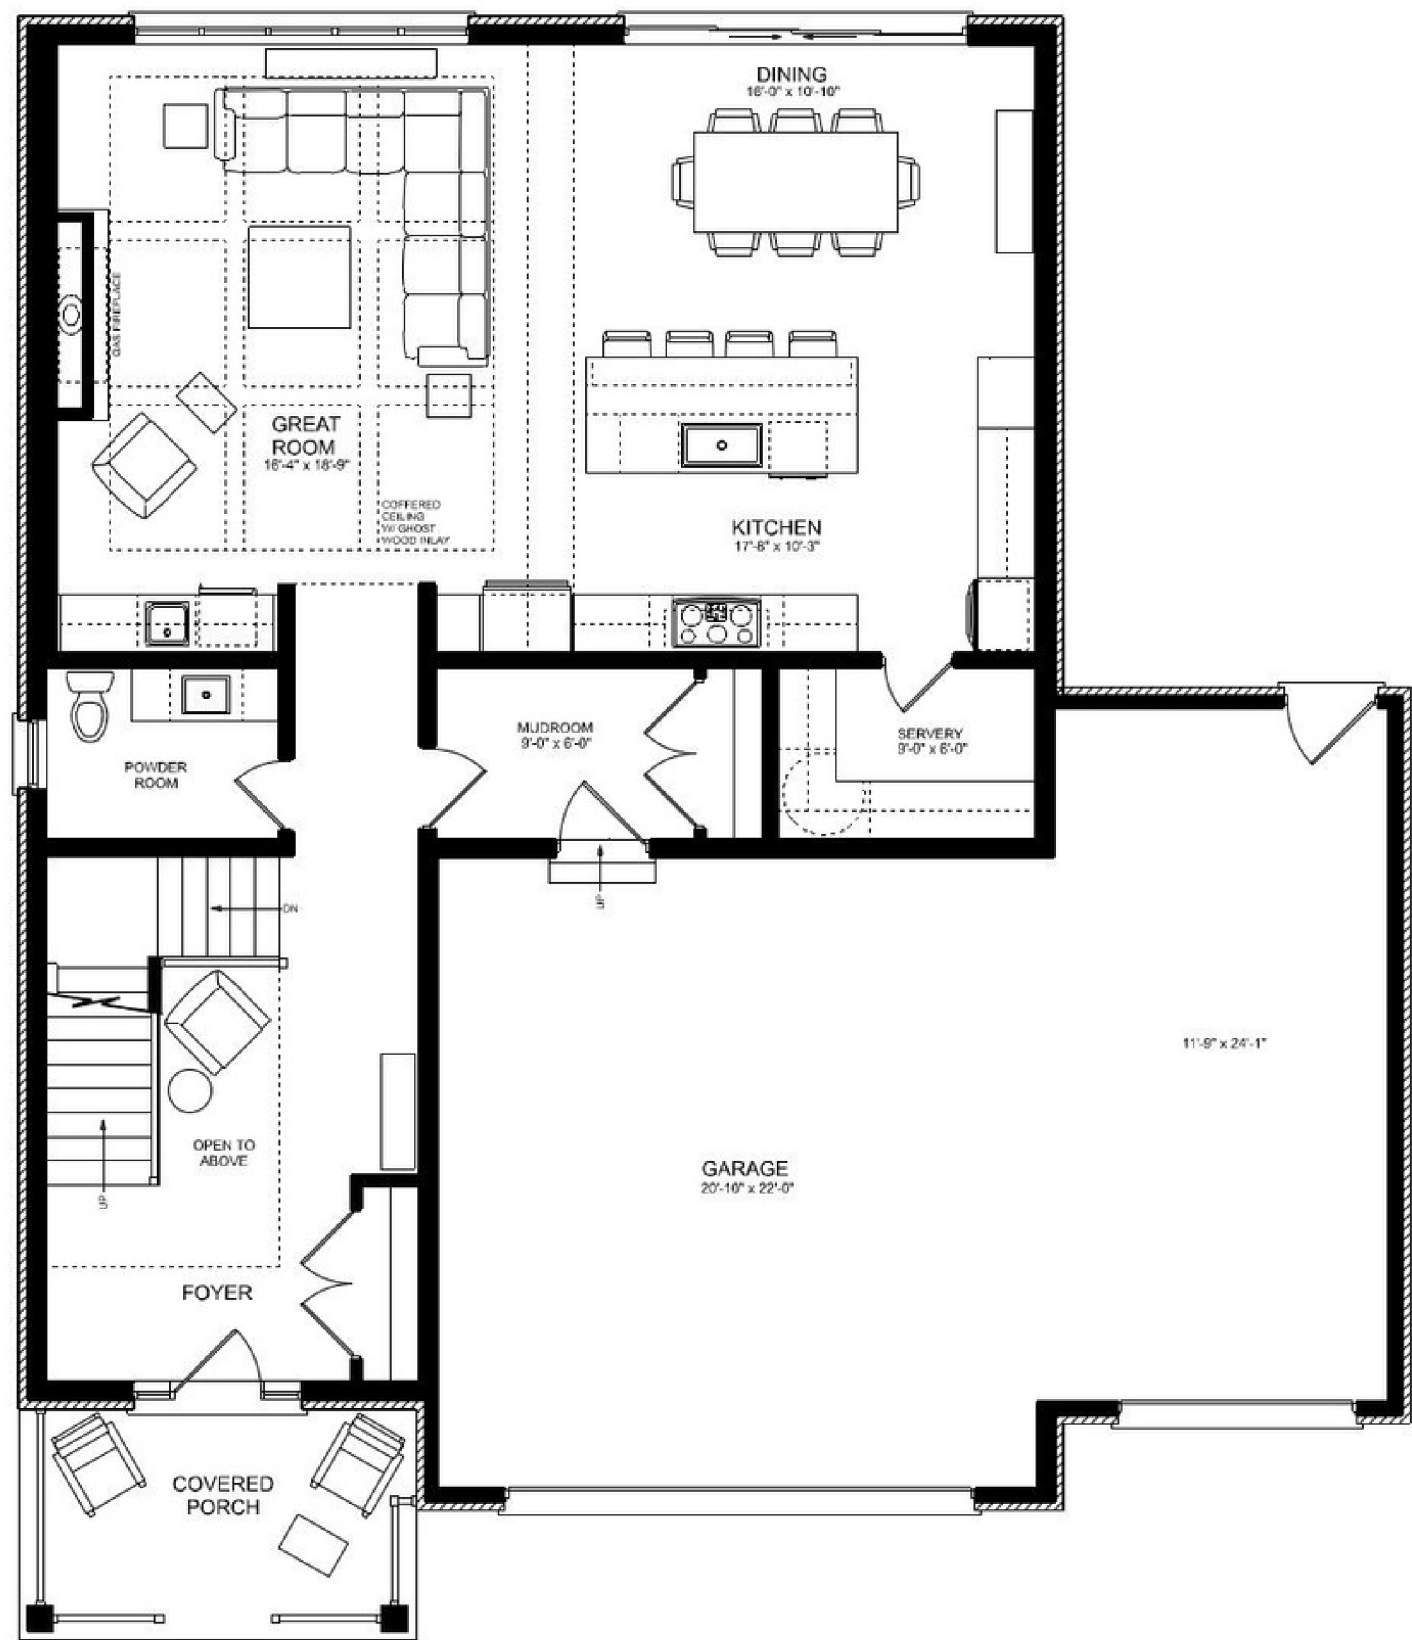 DINING
16'-0" x 10'-10"
GAS FIREPLACE
GREAT
ROOM
16'-4" x 18'-9"
COFFERED
CEILING
W/ GHOST
WOOD INLAY
KITCHEN
17'-8" x 10'-3"
MUDROOM
9'-0" x 6'-0"
SERVERY
9'-0" x 6'-0"
POWDER
ROOM
DN
UP
11'-9" x 24'-1"
OPEN TO
ABOVE
GARAGE
20'-10" x 22'-0"
UP
FOYER
COVERED
PORCH